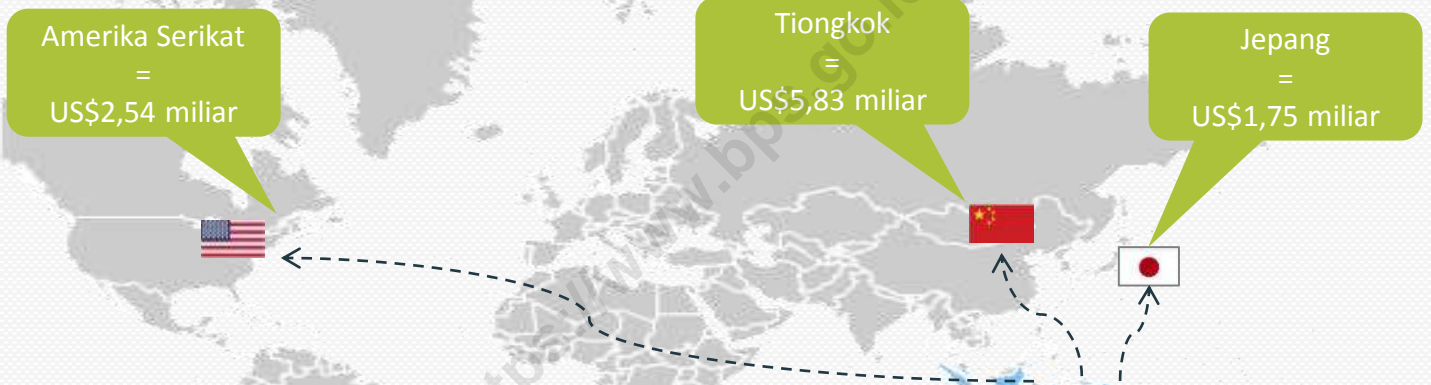 Amerika Serikat
=
US$2,54 miliar
Tiongkok
=
US$5,83 miliar
Jepang
=
US$1,75 miliar